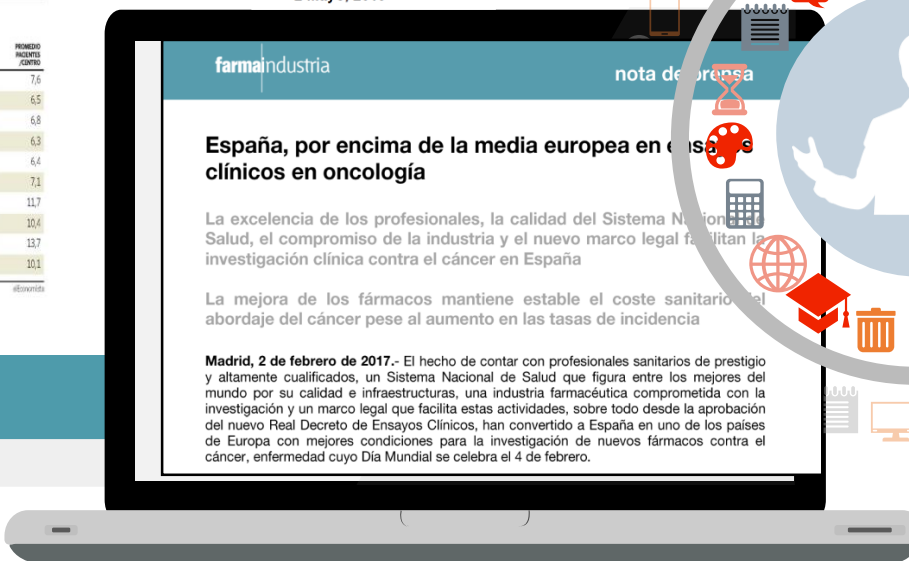 PROMEDIO
PACIENTES
/CENTRO
7,6
6,5
6,8
6,3
6,4
7,1
11,7
10,4
13,7
10,1
elEconomista
farmaindustria
nota de prensa
España, por encima de la media europea en ensayos
clínicos en oncología
La excelencia de los profesionales, la calidad del Sistema Nacional de
Salud, el compromiso de la industria y el nuevo marco legal facilitan la
investigación clínica contra el cáncer en España
La mejora de los fármacos mantiene estable el coste sanitario del
abordaje del cáncer pese al aumento en las tasas de incidencia
Madrid, 2 de febrero de 2017.- El hecho de contar con profesionales sanitarios de prestigio
y altamente cualificados, un Sistema Nacional de Salud que figura entre los mejores del
mundo por su calidad e infraestructuras, una industria farmacéutica comprometida con la
investigación y un marco legal que facilita estas actividades, sobre todo desde la aprobación
del nuevo Real Decreto de Ensayos Clínicos, han convertido a España en uno de los países
de Europa con mejores condiciones para la investigación de nuevos fármacos contra el
cáncer, enfermedad cuyo Día Mundial se celebra el 4 de febrero.